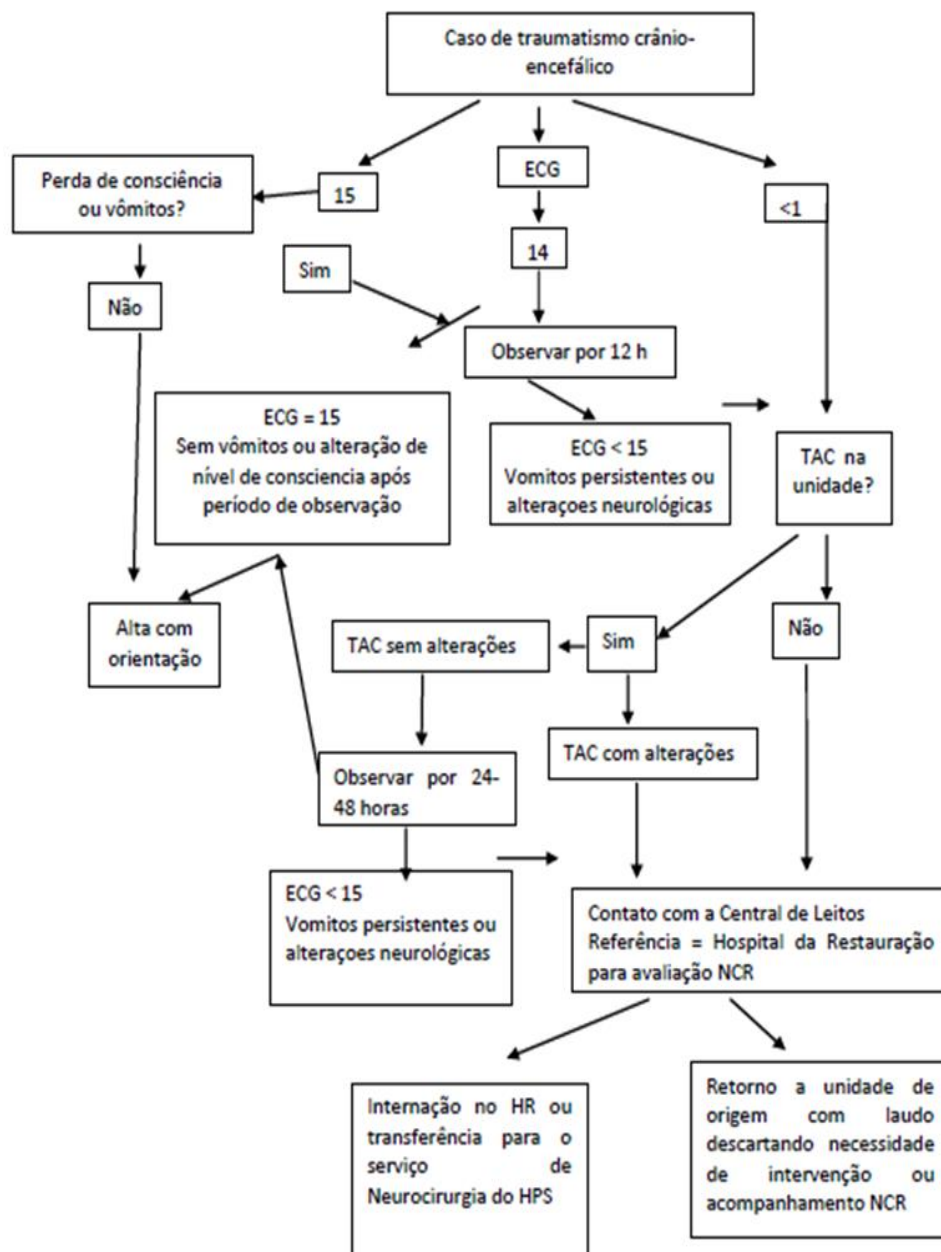 Caso de traumatismo crânio-
encefálico
Perda de consciência
ou vômitos?
15
ECG
<1
14
Sim
Não
Observar por 12 h
ECG = 15
Sem vômitos ou alteração de
nível de consciencia após
período de observação
ECG < 15
Vomitos persistentes ou
alteraçoes neurológicas
TAC na
unidade?
Alta com
orientação
TAC sem alterações
Sim
Não
TAC com alterações
Observar por 24-
48 horas
ECG < 15
Vomitos persistentes ou
alteraçoes neurológicas
Contato com a Central de Leitos
Referência = Hospital da Restauração
para avaliação NCR
Internação no HR ou
transferência para o
serviço de
Neurocirurgia do HPS
Retorno a unidade de
origem com laudo
descartando necessidade
de intervenção ou
acompanhamento NCR